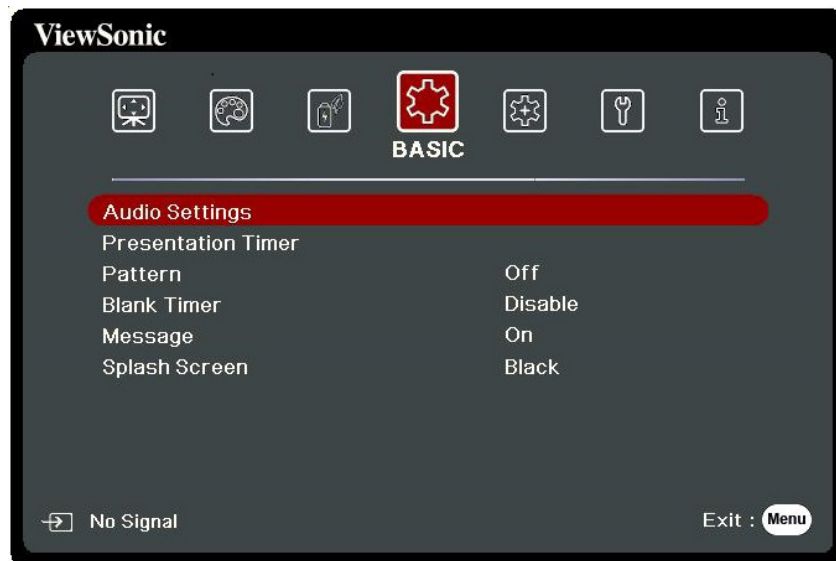 ViewSonic
BASIC
Audio Settings
Presentation Timer
Pattern Off
Blank Timer Disable
Message On
Splash Screen Black
No Signal Exit : Menu